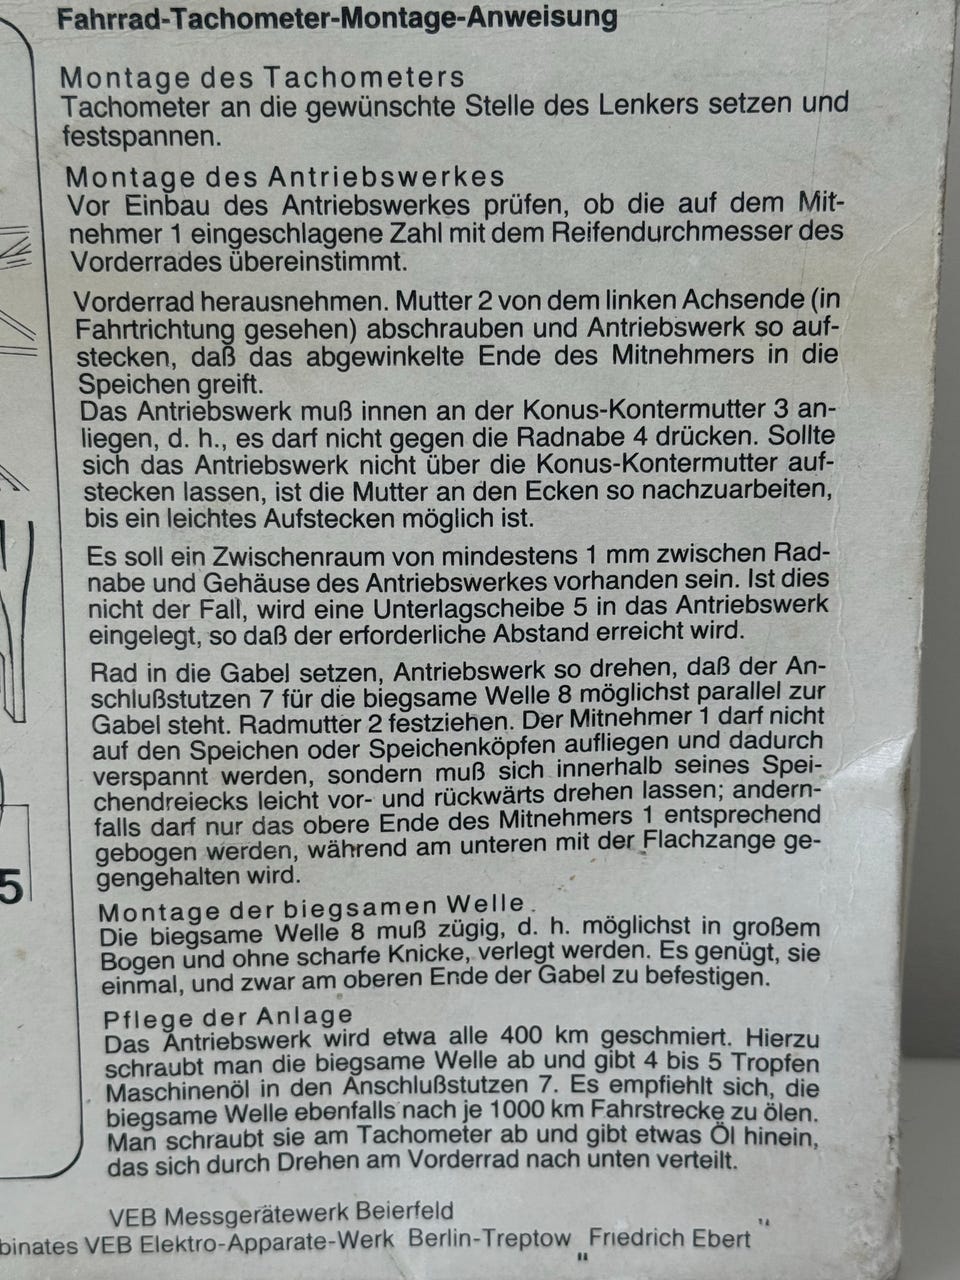 Fahrrad-Tachometer-Montage-Anweisung
Montage des Tachometers
Tachometer an die gewünschte Stelle des Lenkers setzen und
festspannen.
Montage des Antriebswerkes
Vor Einbau des Antriebswerkes prüfen, ob die auf dem Mit-
nehmer 1 eingeschlagene Zahl mit dem Reifendurchmesser des
Vorderrades übereinstimmt.
Vorderrad herausnehmen. Mutter 2 von dem linken Achsende (in
Fahrtrichtung gesehen) abschrauben und Antriebswerk so auf-
stecken, daß das abgewinkelte Ende des Mitnehmers in die
Speichen greift.
Das Antriebswerk muß innen an der Konus-Kontermutter 3 an-
liegen, d. h., es darf nicht gegen die Radnabe 4 drücken. Sollte
sich das Antriebswerk nicht über die Konus-Kontermutter auf-
stecken lassen, ist die Mutter an den Ecken so nachzuarbeiten,
bis ein leichtes Aufstecken möglich ist.
Es soll ein Zwischenraum von mindestens 1 mm zwischen Rad-
nabe und Gehäuse des Antriebswerkes vorhanden sein. Ist dies
nicht der Fall, wird eine Unterlagscheibe 5 in das Antriebswerk
eingelegt, so daß der erforderliche Abstand erreicht wird.
Rad in die Gabel setzen, Antriebswerk so drehen, daß der An-
schlußstutzen 7 für die biegsame Welle 8 möglichst parallel zur
Gabel steht. Radmutter 2 festziehen. Der Mitnehmer 1 darf nicht
auf den Speichen oder Speichenköpfen aufliegen und dadurch
verspannt werden, sondern muß sich innerhalb seines Spei-
chendreiecks leicht vor- und rückwärts drehen lassen; andern-
falls darf nur das obere Ende des Mitnehmers 1 entsprechend
gebogen werden, während am unteren mit der Flachzange ge-
gengehalten wird.
5
Montage der biegsamen Welle
Die biegsame Welle 8 muß zügig, d. h. möglichst in großem
Bogen und ohne scharfe Knicke, verlegt werden. Es genügt, sie
einmal, und zwar am oberen Ende der Gabel zu befestigen.
Pflege der Anlage
Das Antriebswerk wird etwa alle 400 km geschmiert. Hierzu
schraubt man die biegsame Welle ab und gibt 4 bis 5 Tropfen
Maschinenöl in den Anschlußstutzen 7. Es empfiehlt sich, die
biegsame Welle ebenfalls nach je 1000 km Fahrstrecke zu ölen.
Man schraubt sie am Tachometer ab und gibt etwas Öl hinein,
das sich durch Drehen am Vorderrad nach unten verteilt.
VEB Messgerätewerk Beierfeld
binates VEB Elektro-Apparate-Werk Berlin-Treptow „Friedrich Ebert"